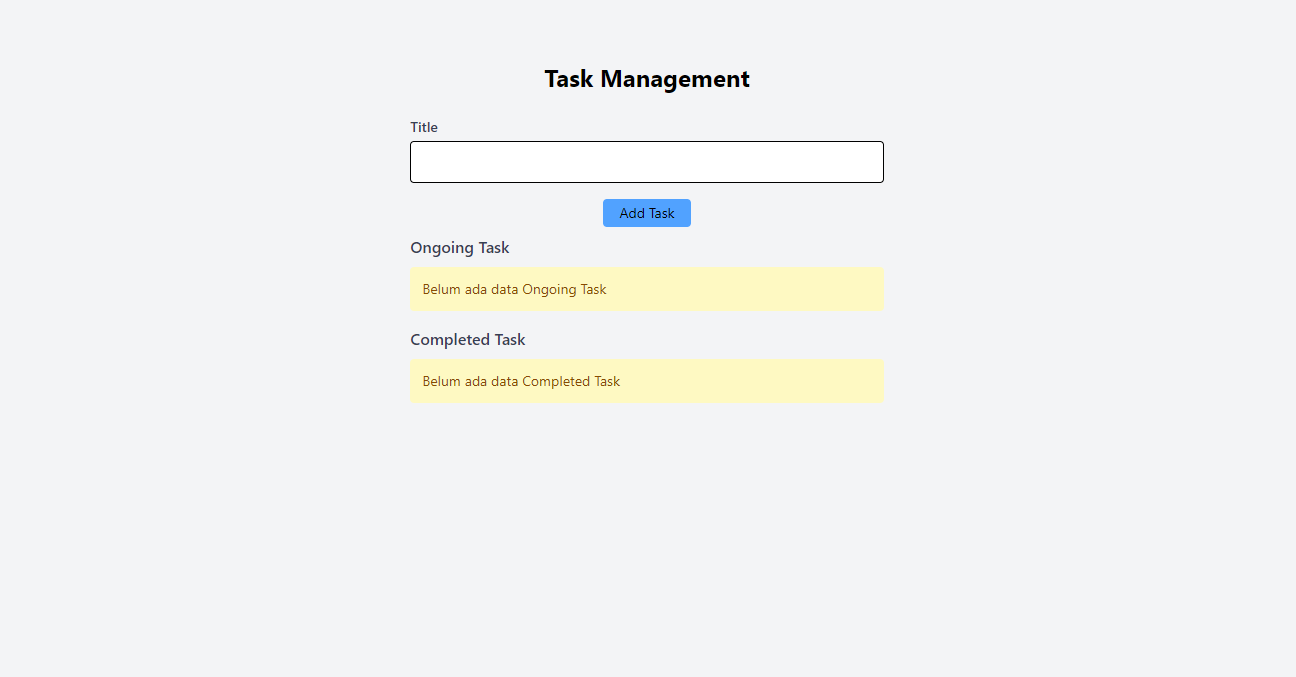 Task Management
Title
Add Task
Ongoing Task
Belum ada data Ongoing Task
Completed Task
Belum ada data Completed Task